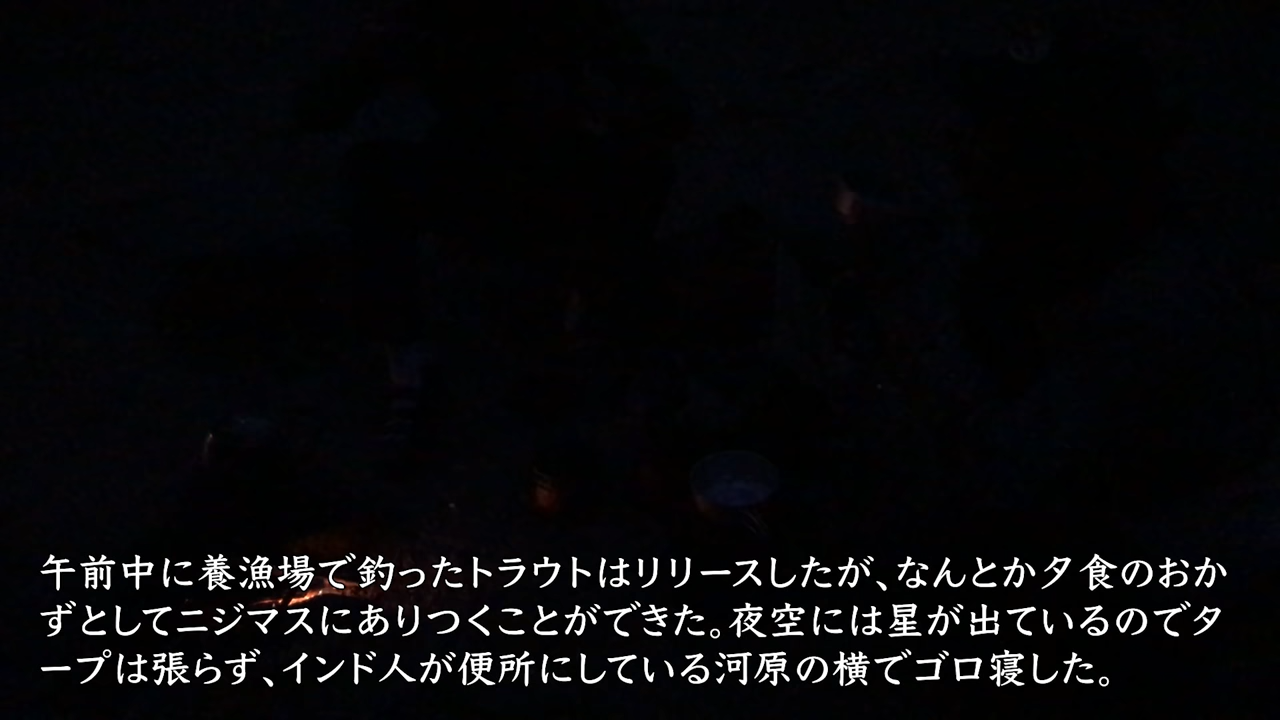 午前中に養漁場で釣ったトラウトはリリースしたが、なんとか夕食のおか
ずとしてニジマスにありつくことができた。夜空には星が出ているのでタ
ープは張らず、インド人が便所にしている河原の横でゴロ寝した。